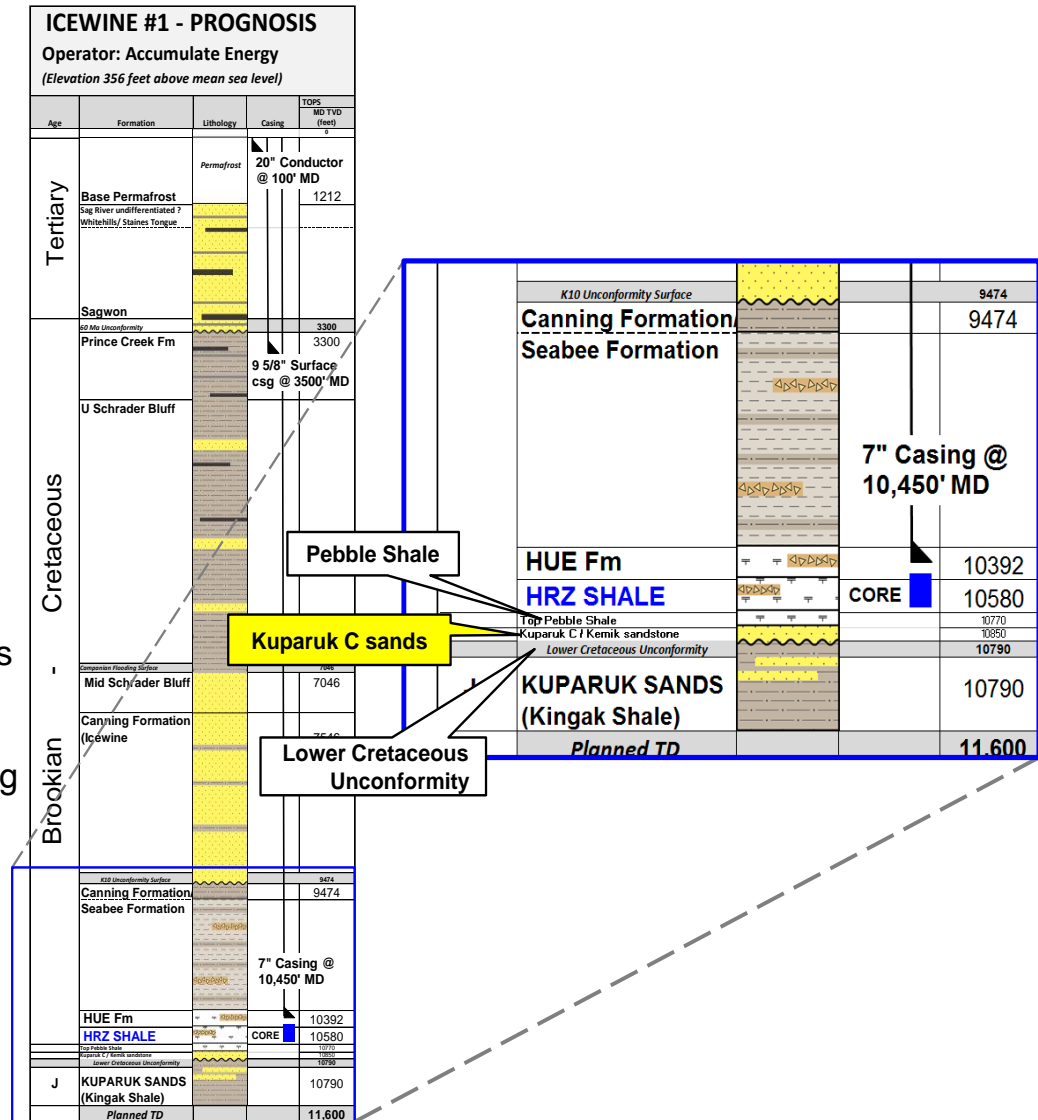 ICEWINE #1 - PROGNOSIS
Operator: Accumulate Energy
(Elevation 356 feet above mean sea level)
Age
Formation
Lithology
Casing
TOPS
MD TVD
(feet)
0
Tertiary
Permafrost
20" Conductor
@ 100' MD
Base Permafrost
1212
Sag River undifferentiated ?
Whitehills/ Staines Tongue
Sagwon
60 Ma Unconformity
3300
Prince Creek Fm
3300
9 5/8" Surface
csg @ 3500' MD
U Schrader Bluff
Brookian - Cretaceous
s
g
Campanian Flooding Surface
7046
Mid Schrader Bluff
7046
Canning Formation
(Icewine
K10 Unconformity Surface
9474
Canning Formation/
9474
Seabee Formation
7" Casing @
10,450' MD
HUE Fm
10392
HRZ SHALE
CORE
10580
Top Pebble Shale
10770
Kuparuk C / Kemik sandstone
10850
Lower Cretaceous Unconformity
10790
J
KUPARUK SANDS
10790
(Kingak Shale)
Planned TD
11,600
Pebble Shale
Kuparuk C sands
Lower Cretaceous
Unconformity
K10 Unconformity Surface
9474
Canning Formation/
9474
Seabee Formation
7" Casing @
10,450' MD
HUE Fm
10392
HRZ SHALE
CORE
10580
Top Pebble Shale
10770
Kuparuk C / Kemik sandstone
10850
Lower Cretaceous Unconformity
10790
KUPARUK SANDS
10790
(Kingak Shale)
Planned TD
11,600